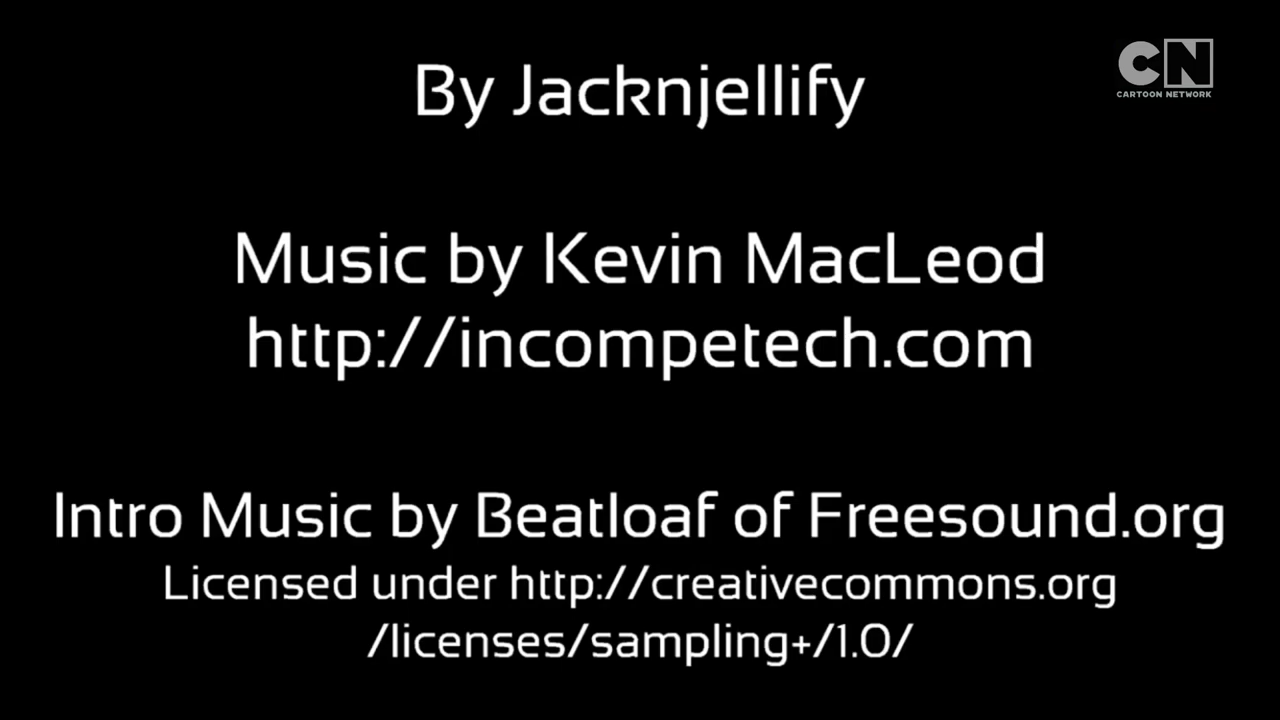 CN
CARTOON NETWORK
By Jacknjellify
Music by Kevin MacLeod
http://incompetech.com
Intro Music by Beatloaf of Freesound.org
Licensed under http://creativecommons.org
/licenses/sampling+/1.0/